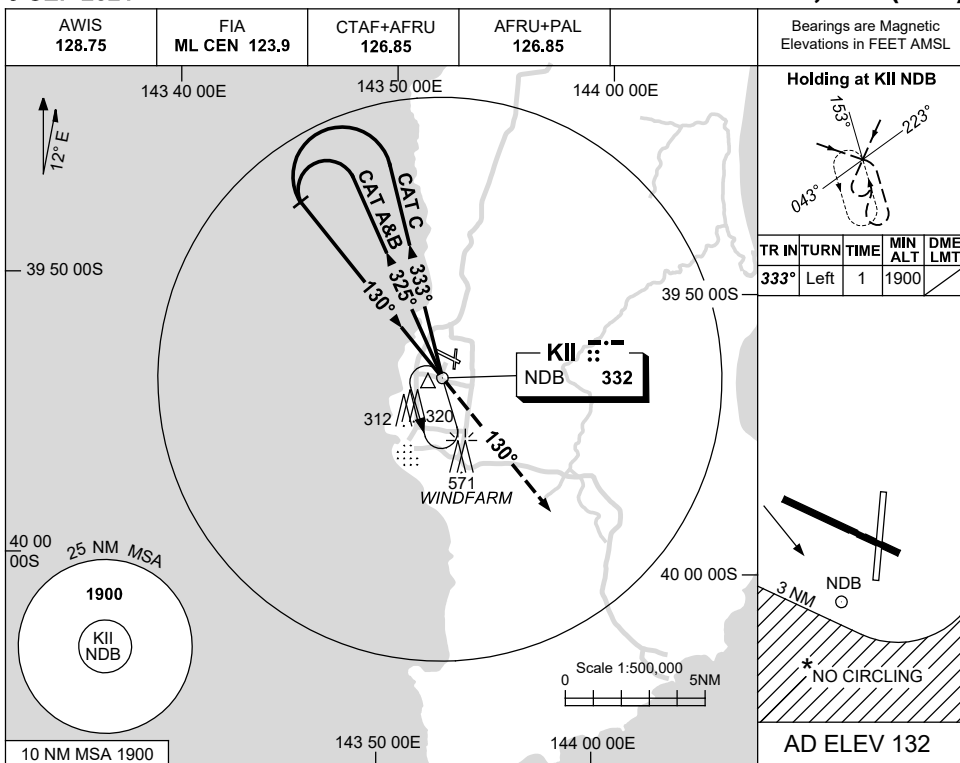 AWIS
128.75
FIA
ML CEN 123.9
CTAF+AFRU
126.85
AFRU+PAL
126.85
Bearings are Magnetic
Elevations in FEET AMSL
143 40 00E
143 50 00E
144 00 00E
12° E
CAT C
CAT A&B
333°
325°
130°
39 50 00S
39 50 00S
KII
NDB 332
312
320
571
WINDFARM
130°
40 00
00S
25 NM MSA
1900
KII
NDB
10 NM MSA 1900
40 00 00S
Scale 1:500,000
0 5NM
143 50 00E
144 00 00E
Holding at KII NDB
153°
223°
043°
TR IN TURN TIME MIN ALT DME LMT
333° Left 1 1900
NDB
3 NM
*NO CIRCLING
AD ELEV 132